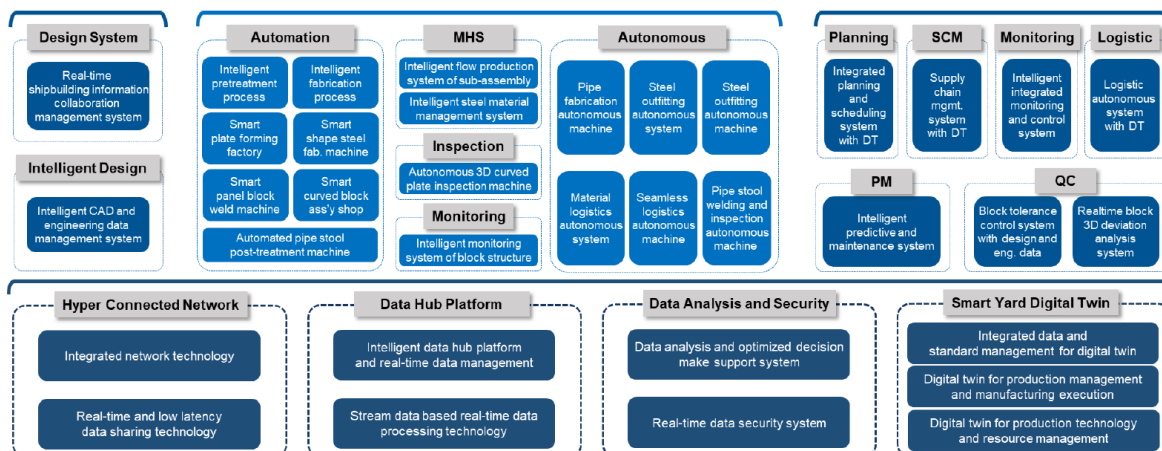 Design System
Real-time
shipbuilding information
collaboration
management system
Intelligent Design
Intelligent CAD and
engineering data
management system
Automation
Intelligent
pretreatment
process
Intelligent
fabrication
process
Smart
plate forming
factory
Smart
shape steel
fab. machine
Smart
panel block
weld machine
Smart
curved block
ass'y shop
Automated pipe stool
post-treatment machine
MHS
Intelligent flow production
system of sub-assembly
Intelligent steel material
management system
Inspection
Autonomous 3D curved
plate inspection machine
Monitoring
Intelligent monitoring
system of block structure
Autonomous
Pipe
fabrication
autonomous
machine
Steel
outfitting
autonomous
system
Steel
outfitting
autonomous
machine
Material
logistics
autonomous
system
Seamless
logistics
autonomous
machine
Pipe stool
welding and
inspection
autonomous
machine
Planning
Integrated
planning
and
scheduling
system
with DT
SCM
Supply
chain
mgmt.
system
with DT
Monitoring
Intelligent
integrated
monitoring
and control
system
Logistic
Logistic
autonomous
system
with DT
PM
Intelligent
predictive and
maintenance system
QC
Block tolerance
control system
with design and
eng. data
Realtime block
3D deviation
analysis
system
Hyper Connected Network
Integrated network technology
Real-time and low latency
data sharing technology
Data Hub Platform
Intelligent data hub platform
and real-time data management
Stream data based real-time data
processing technology
Data Analysis and Security
Data analysis and optimized decision
make support system
Real-time data security system
Smart Yard Digital Twin
Integrated data and
standard management for digital twin
Digital twin for production management
and manufacturing execution
Digital twin for production technology
and resource management